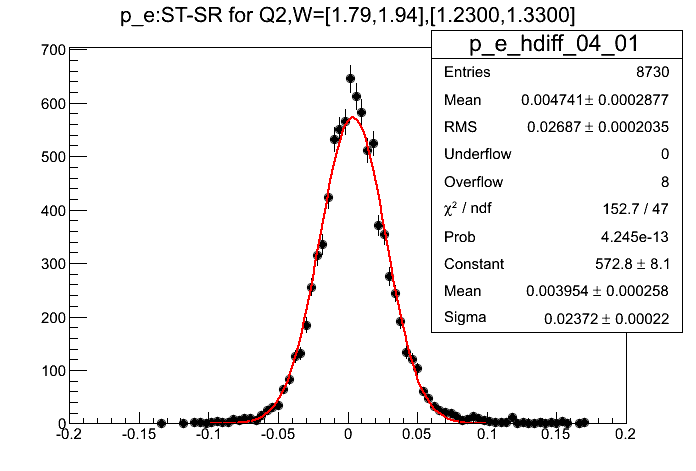 p_e:ST-SR for Q2,W=[1.79,1.94],[1.2300,1.3300]
p_e_hdiff_04_01
Entries 8730
Mean 0.004741 ± 0.0002877
RMS 0.02687 ± 0.0002035
Underflow 0
Overflow 8
χ² / ndf 152.7 / 47
Prob 4.245e-13
Constant 572.8 ± 8.1
Mean 0.003954 ± 0.000258
Sigma 0.02372 ± 0.00022
700
600
500
400
300
200
100
0
-0.2 -0.15 -0.1 -0.05 0 0.05 0.1 0.15 0.2